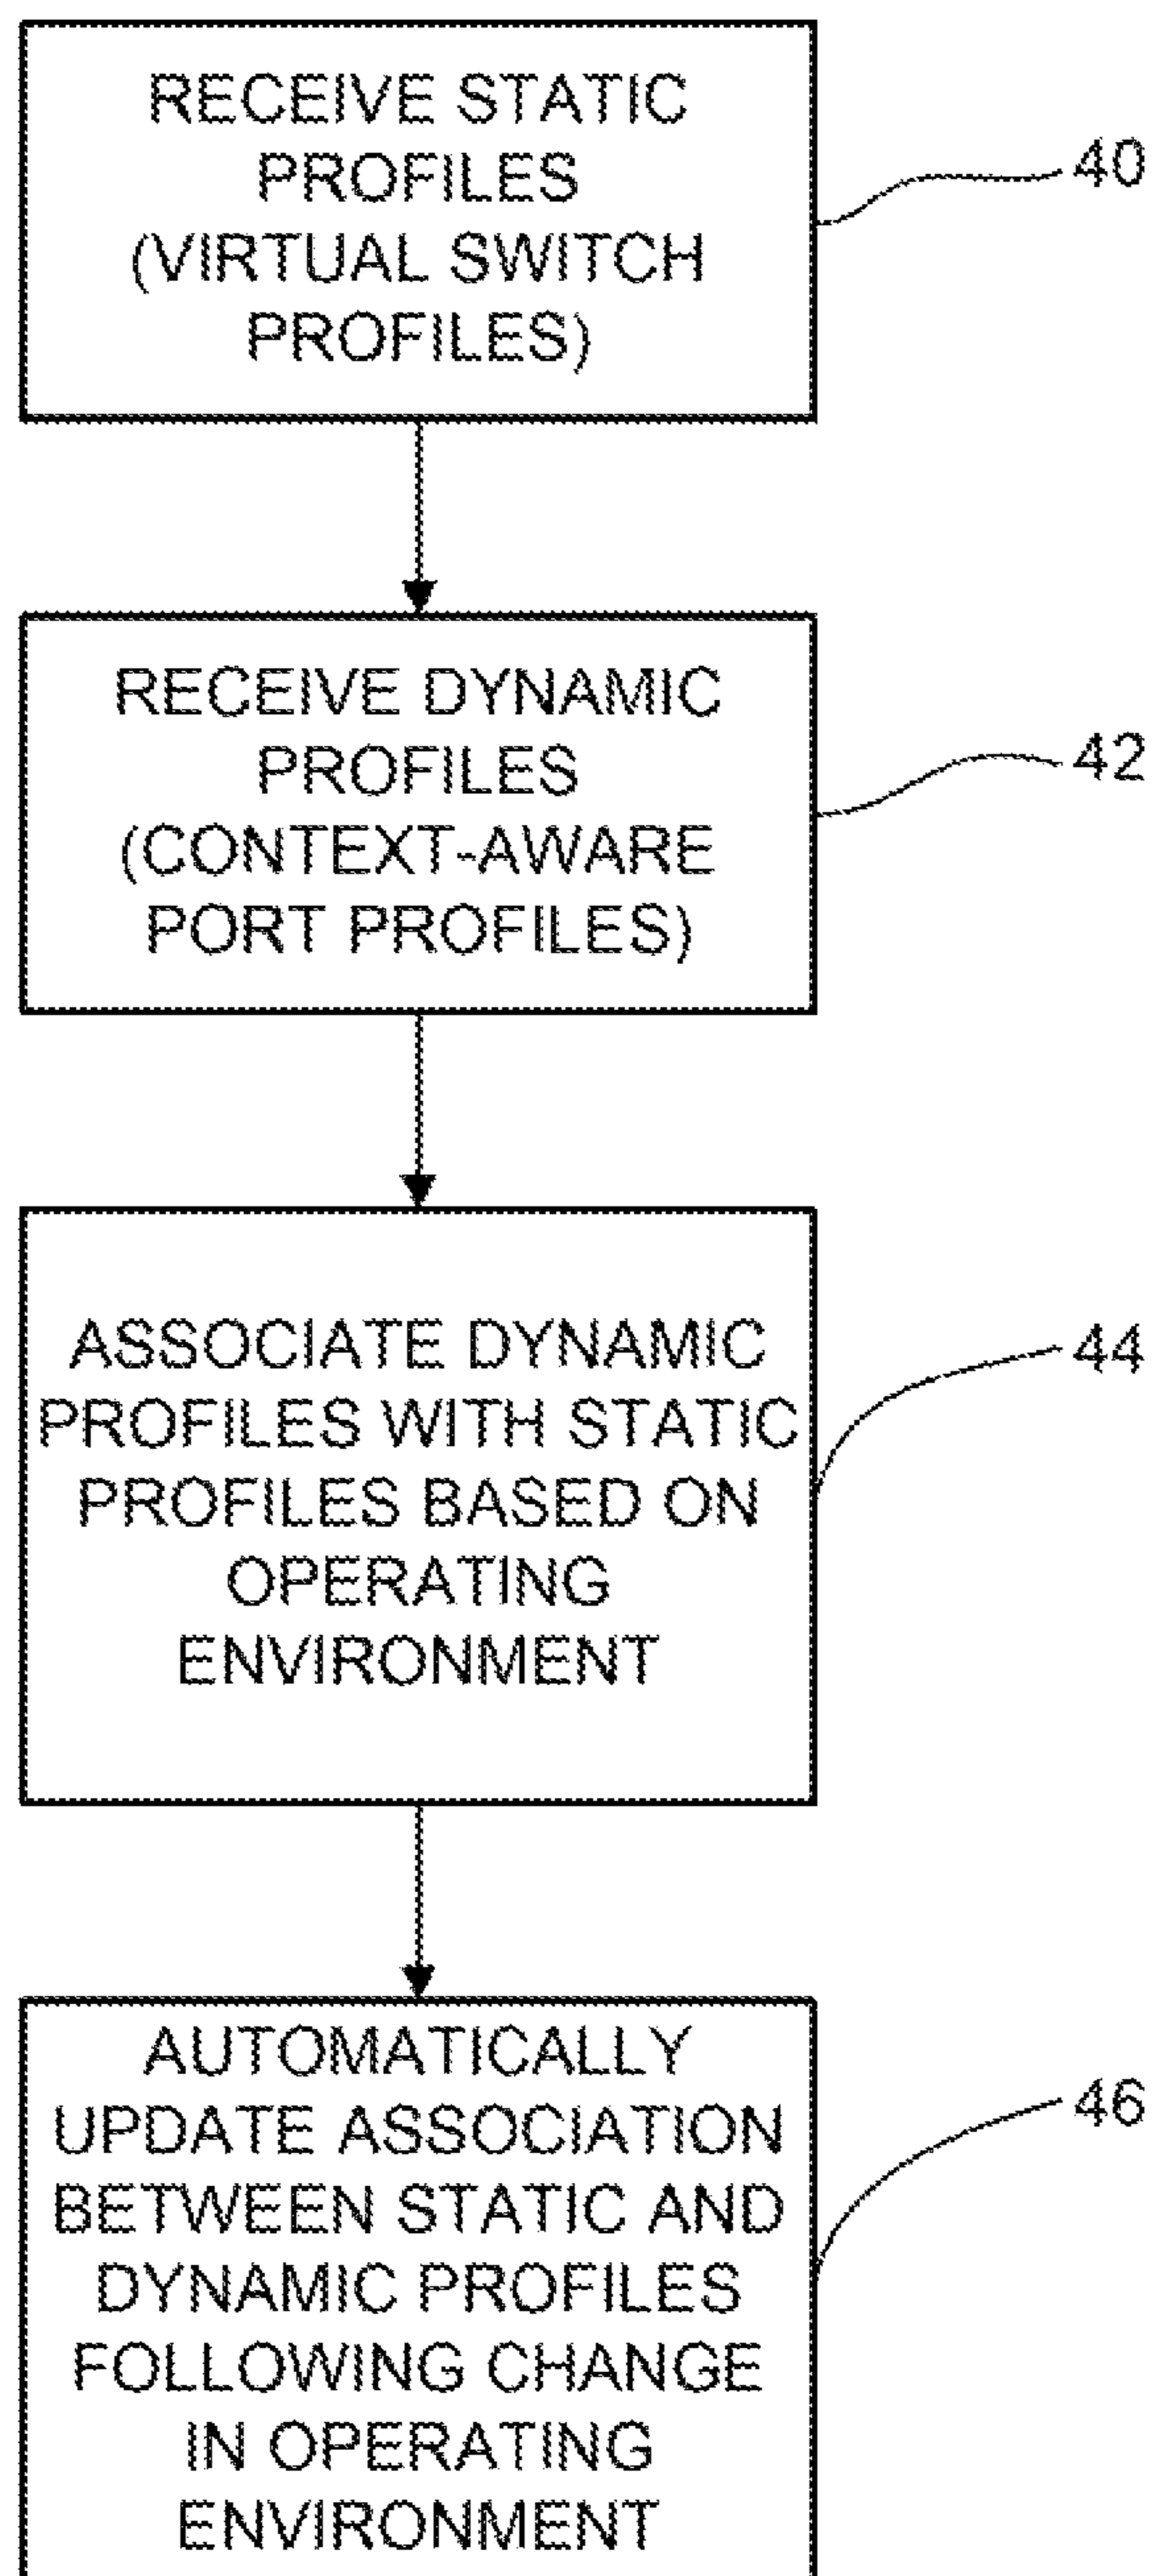 RECEIVE STATIC
PROFILES
(VIRTUAL SWITCH
PROFILES)
40
RECEIVE DYNAMIC
PROFILES
(CONTEXT-AWARE
PORT PROFILES)
42
ASSOCIATE DYNAMIC
PROFILES WITH STATIC
PROFILES BASED ON
OPERATING
ENVIRONMENT
44
AUTOMATICALLY
UPDATE ASSOCIATION
BETWEEN STATIC AND
DYNAMIC PROFILES
FOLLOWING CHANGE
IN OPERATING
ENVIRONMENT
46